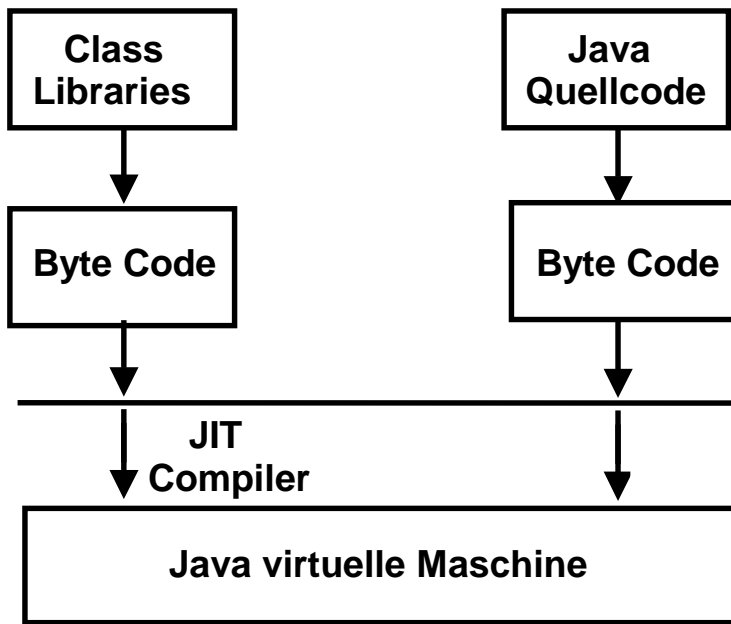 Class
Libraries
Java
Quellcode
Byte Code
Byte Code
JIT
Compiler
Java virtuelle Maschine